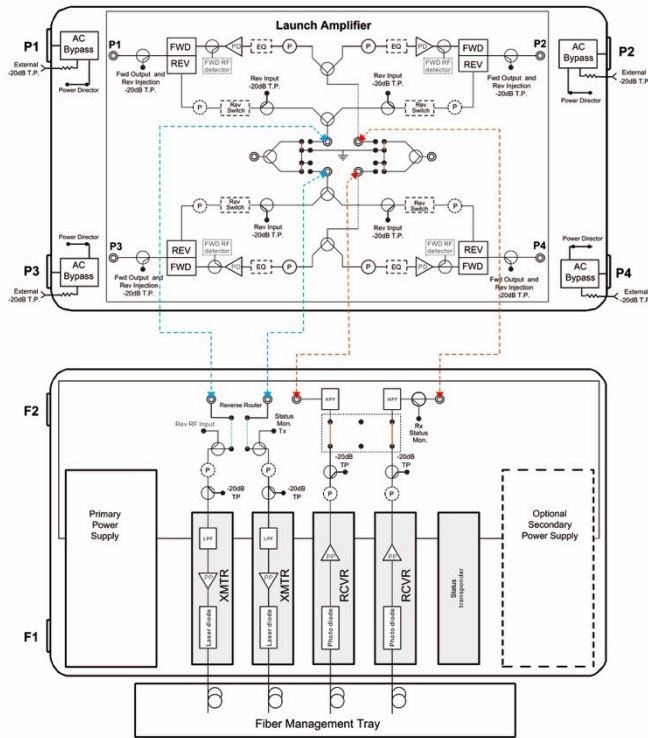 Launch Amplifier
P1
AC
Bypass
External
-20dB T.P.
Power Director
P1
FWD
REV
FWD RF
detector
PD
EQ
P
P
EQ
PD
FWD RF
detector
FWD
REV
P2
AC
Bypass
P2
External
-20dB T.P.
Power Director
Fwd Output and
Rev Injection
-20dB T.P.
Rev Input
-20dB T.P.
Rev Input
-20dB T.P.
Fwd Output and
Rev Injection
-20dB T.P.
P
Rev
Switch
Rev
Switch
P
P
Rev
Switch
Rev
Switch
P
Rev Input
-20dB T.P.
Rev Input
-20dB T.P.
Power Director
P3
AC
Bypass
External
-20dB T.P.
P3
REV
FWD
FWD RF
detector
PD
EQ
P
P
EQ
PD
FWD RF
detector
REV
FWD
P4
Fwd Output and
Rev Injection
-20dB T.P.
Fwd Output and
Rev Injection
-20dB T.P.
Power Director
AC
Bypass
P4
External
-20dB T.P.
F2
Reverse Router
Rev RF Input
Status
Mon.
Tx
HPF
HPF
Rx
Status
Mon.
P
P
-20dB
TP
-20dB
TP
-20dB
TP
-20dB
TP
P
P
Primary
Power
Supply
LPF
PP
Laser diode
XMTR
LPF
PP
Laser diode
XMTR
PP
Photo diode
RCVR
PP
Photo diode
RCVR
Status
transponder
Optional
Secondary
Power Supply
F1
Fiber Management Tray